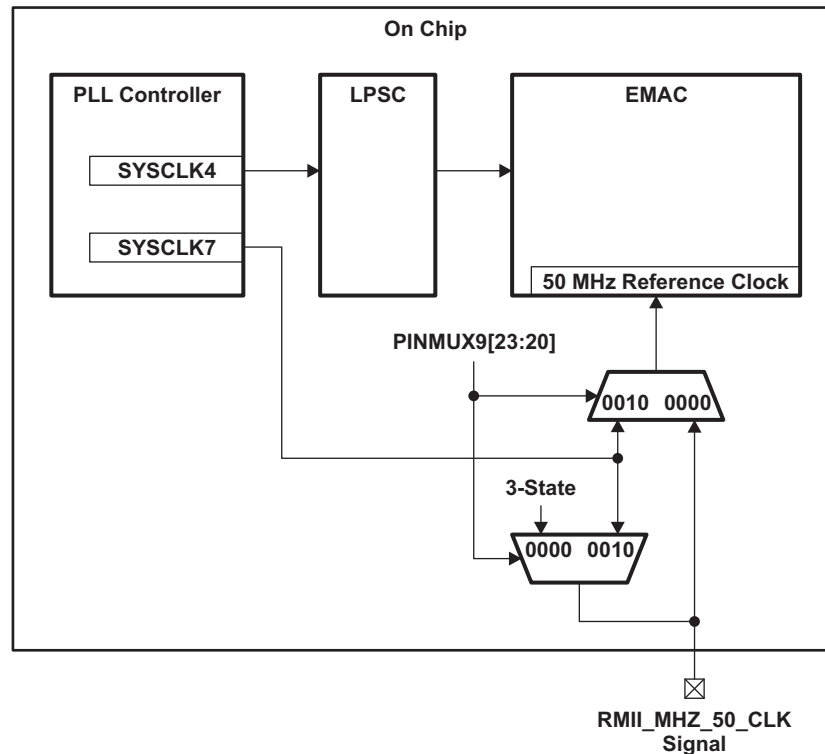 On Chip
PLL Controller
LPSC
EMAC
SYSCLK4
SYSCLK7
50 MHz Reference Clock
PINMUX9[23:20]
0010 0000
3-State
0000 0010
RMII_MHZ_50_CLK
Signal